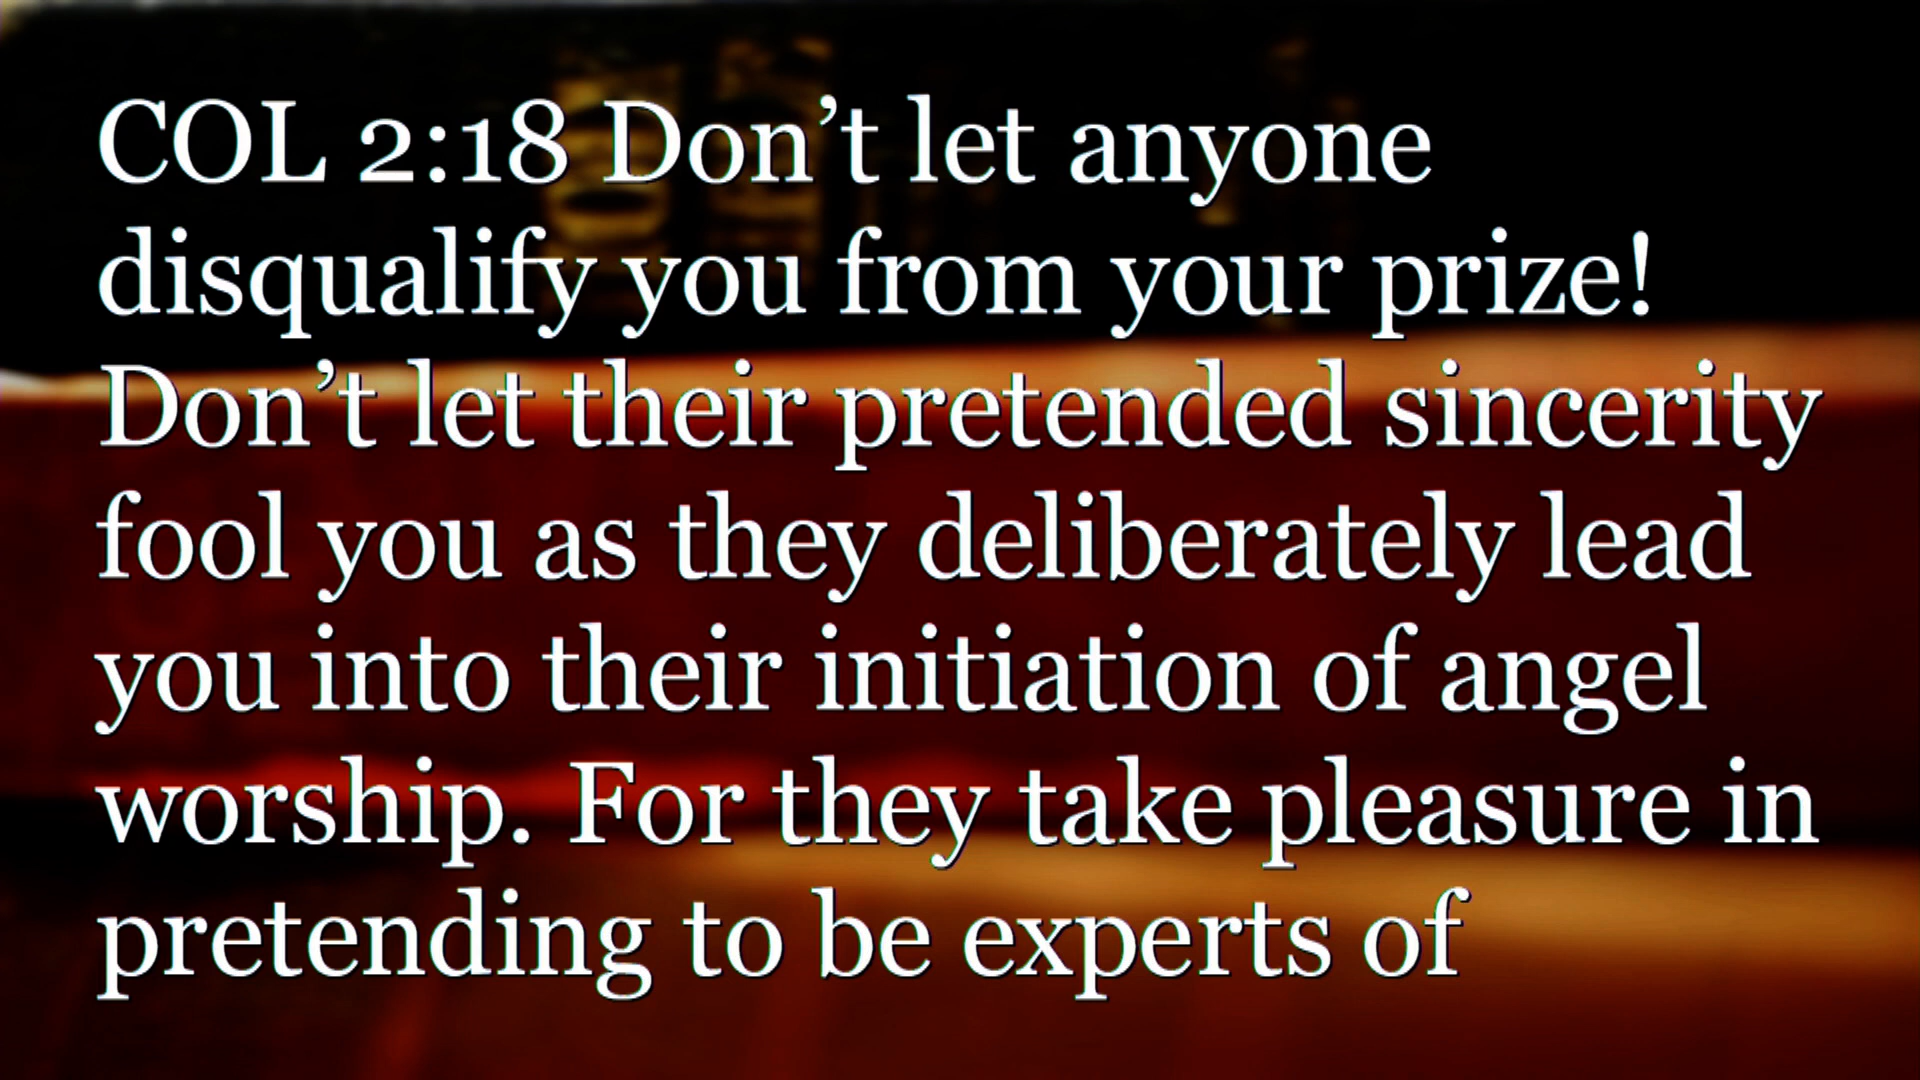 COL 2:18 Don’t let anyone
disqualify you from your prize!
Don’t let their pretended sincerity
fool you as they deliberately lead
you into their initiation of angel
worship. For they take pleasure in
pretending to be experts of